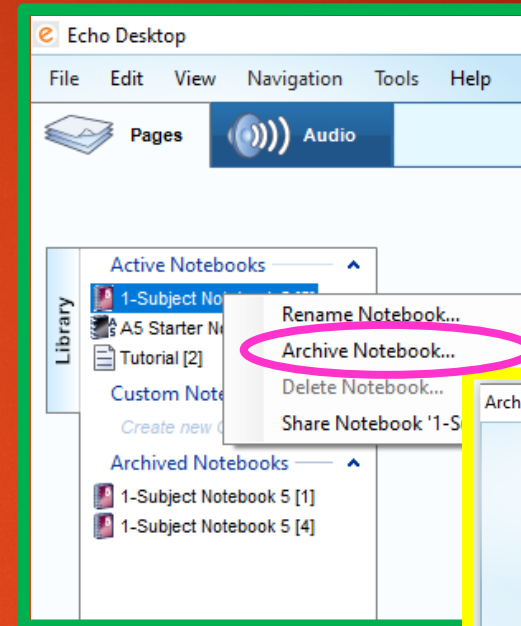 Echo Desktop
File Edit View Navigation Tools Help
Pages Audio
Library
Active Notebooks
1-Subject
A5 Starter
Tutorial [2]
Custom
Create new
Archived Notebooks
1-Subject Notebook 5 [1]
1-Subject Notebook 5 [4]
Rename Notebook...
Archive Notebook...
Delete Notebook...
Share Notebook '1-S
Arch